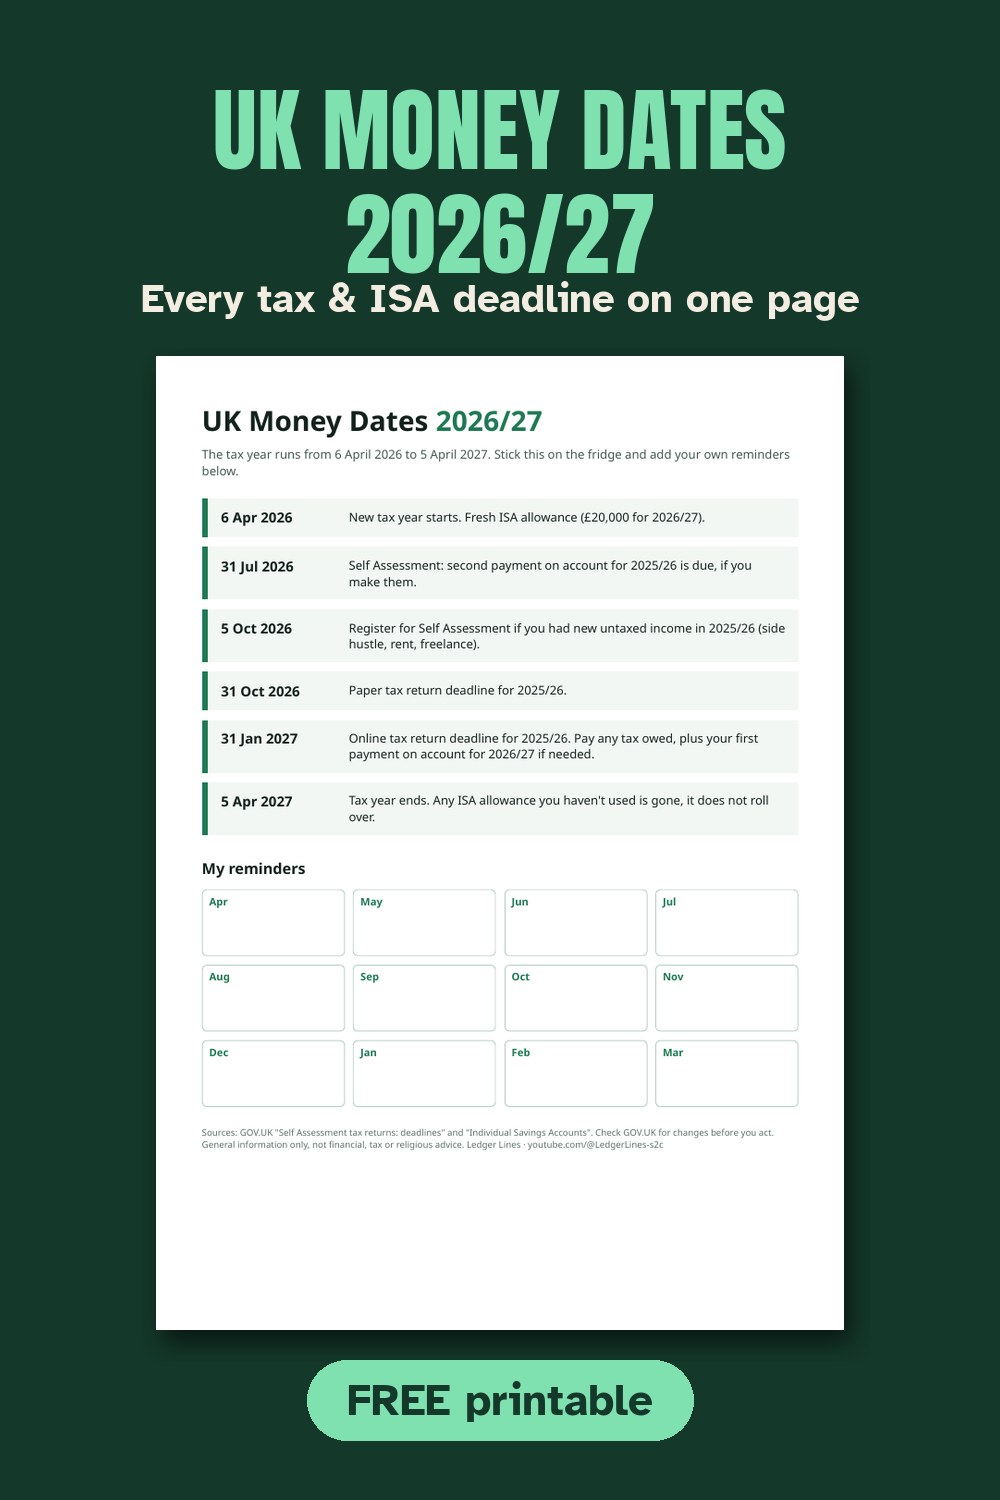 UK MONEY DATES
2026/27
Every tax & ISA deadline on one page
UK Money Dates 2026/27
The tax year runs from 6 April 2026 to 5 April 2027. Stick this on the fridge and add your own reminders
below.
6 Apr 2026 New tax year starts. Fresh ISA allowance (£20,000 for 2026/27).
31 Jul 2026 Self Assessment: second payment on account for 2025/26 is due, if you
make them.
5 Oct 2026 Register for Self Assessment if you had new untaxed income in 2025/26 (side
hustle, rent, freelance).
31 Oct 2026 Paper tax return deadline for 2025/26.
31 Jan 2027 Online tax return deadline for 2025/26. Pay any tax owed, plus your first
payment on account for 2026/27 if needed.
5 Apr 2027 Tax year ends. Any ISA allowance you haven't used is gone, it does not roll
over.
My reminders
Apr May Jun Jul
Aug Sep Oct Nov
Dec Jan Feb Mar
Sources: GOV.UK "Self Assessment tax returns: deadlines" and "Individual Savings Accounts". Check GOV.UK for changes before you act.
General information only, not financial, tax or religious advice. Ledger Lines · youtube.com/@LedgerLines-s2c
FREE printable